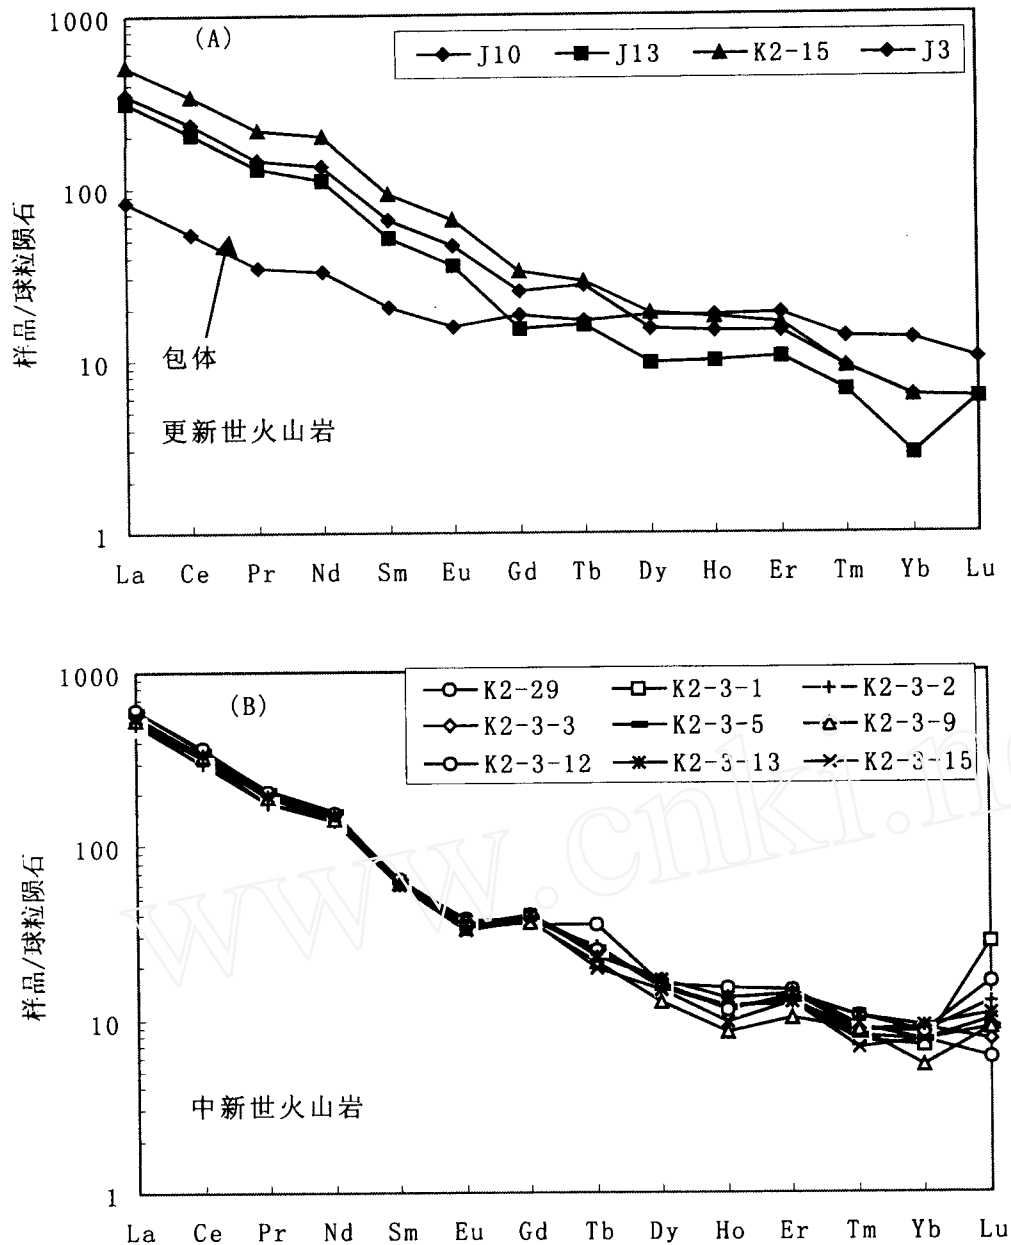 (A)
J10 J13 K2-15 J3
1000
100
10
1
样品/球粒陨石
包体
更新世火山岩
La Ce Pr Nd Sm Eu Gd Tb Dy Ho Er Tm Yb Lu
(B)
K2-29 K2-3-1 K2-3-2
K2-3-3 K2-3-5 K2-3-9
K2-3-12 K2-3-13 K2-3-15
1000
100
10
1
样品/球粒陨石
中新世火山岩
La Ce Pr Nd Sm Eu Gd Tb Dy Ho Er Tm Yb Lu